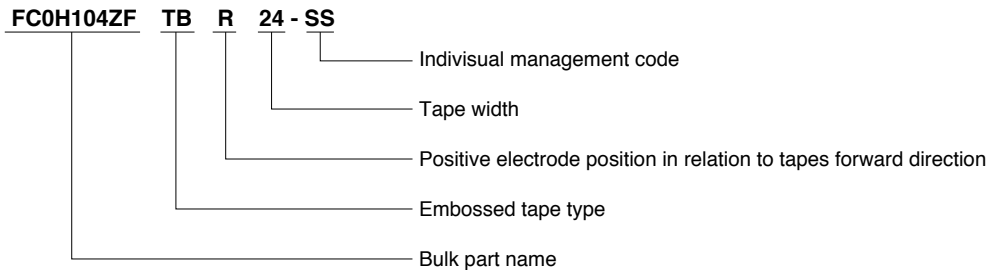 FC0H104ZF TB R 24 - SS
Indivisual management code
Tape width
Positive electrode position in relation to tapes forward direction
Embossed tape type
Bulk part name